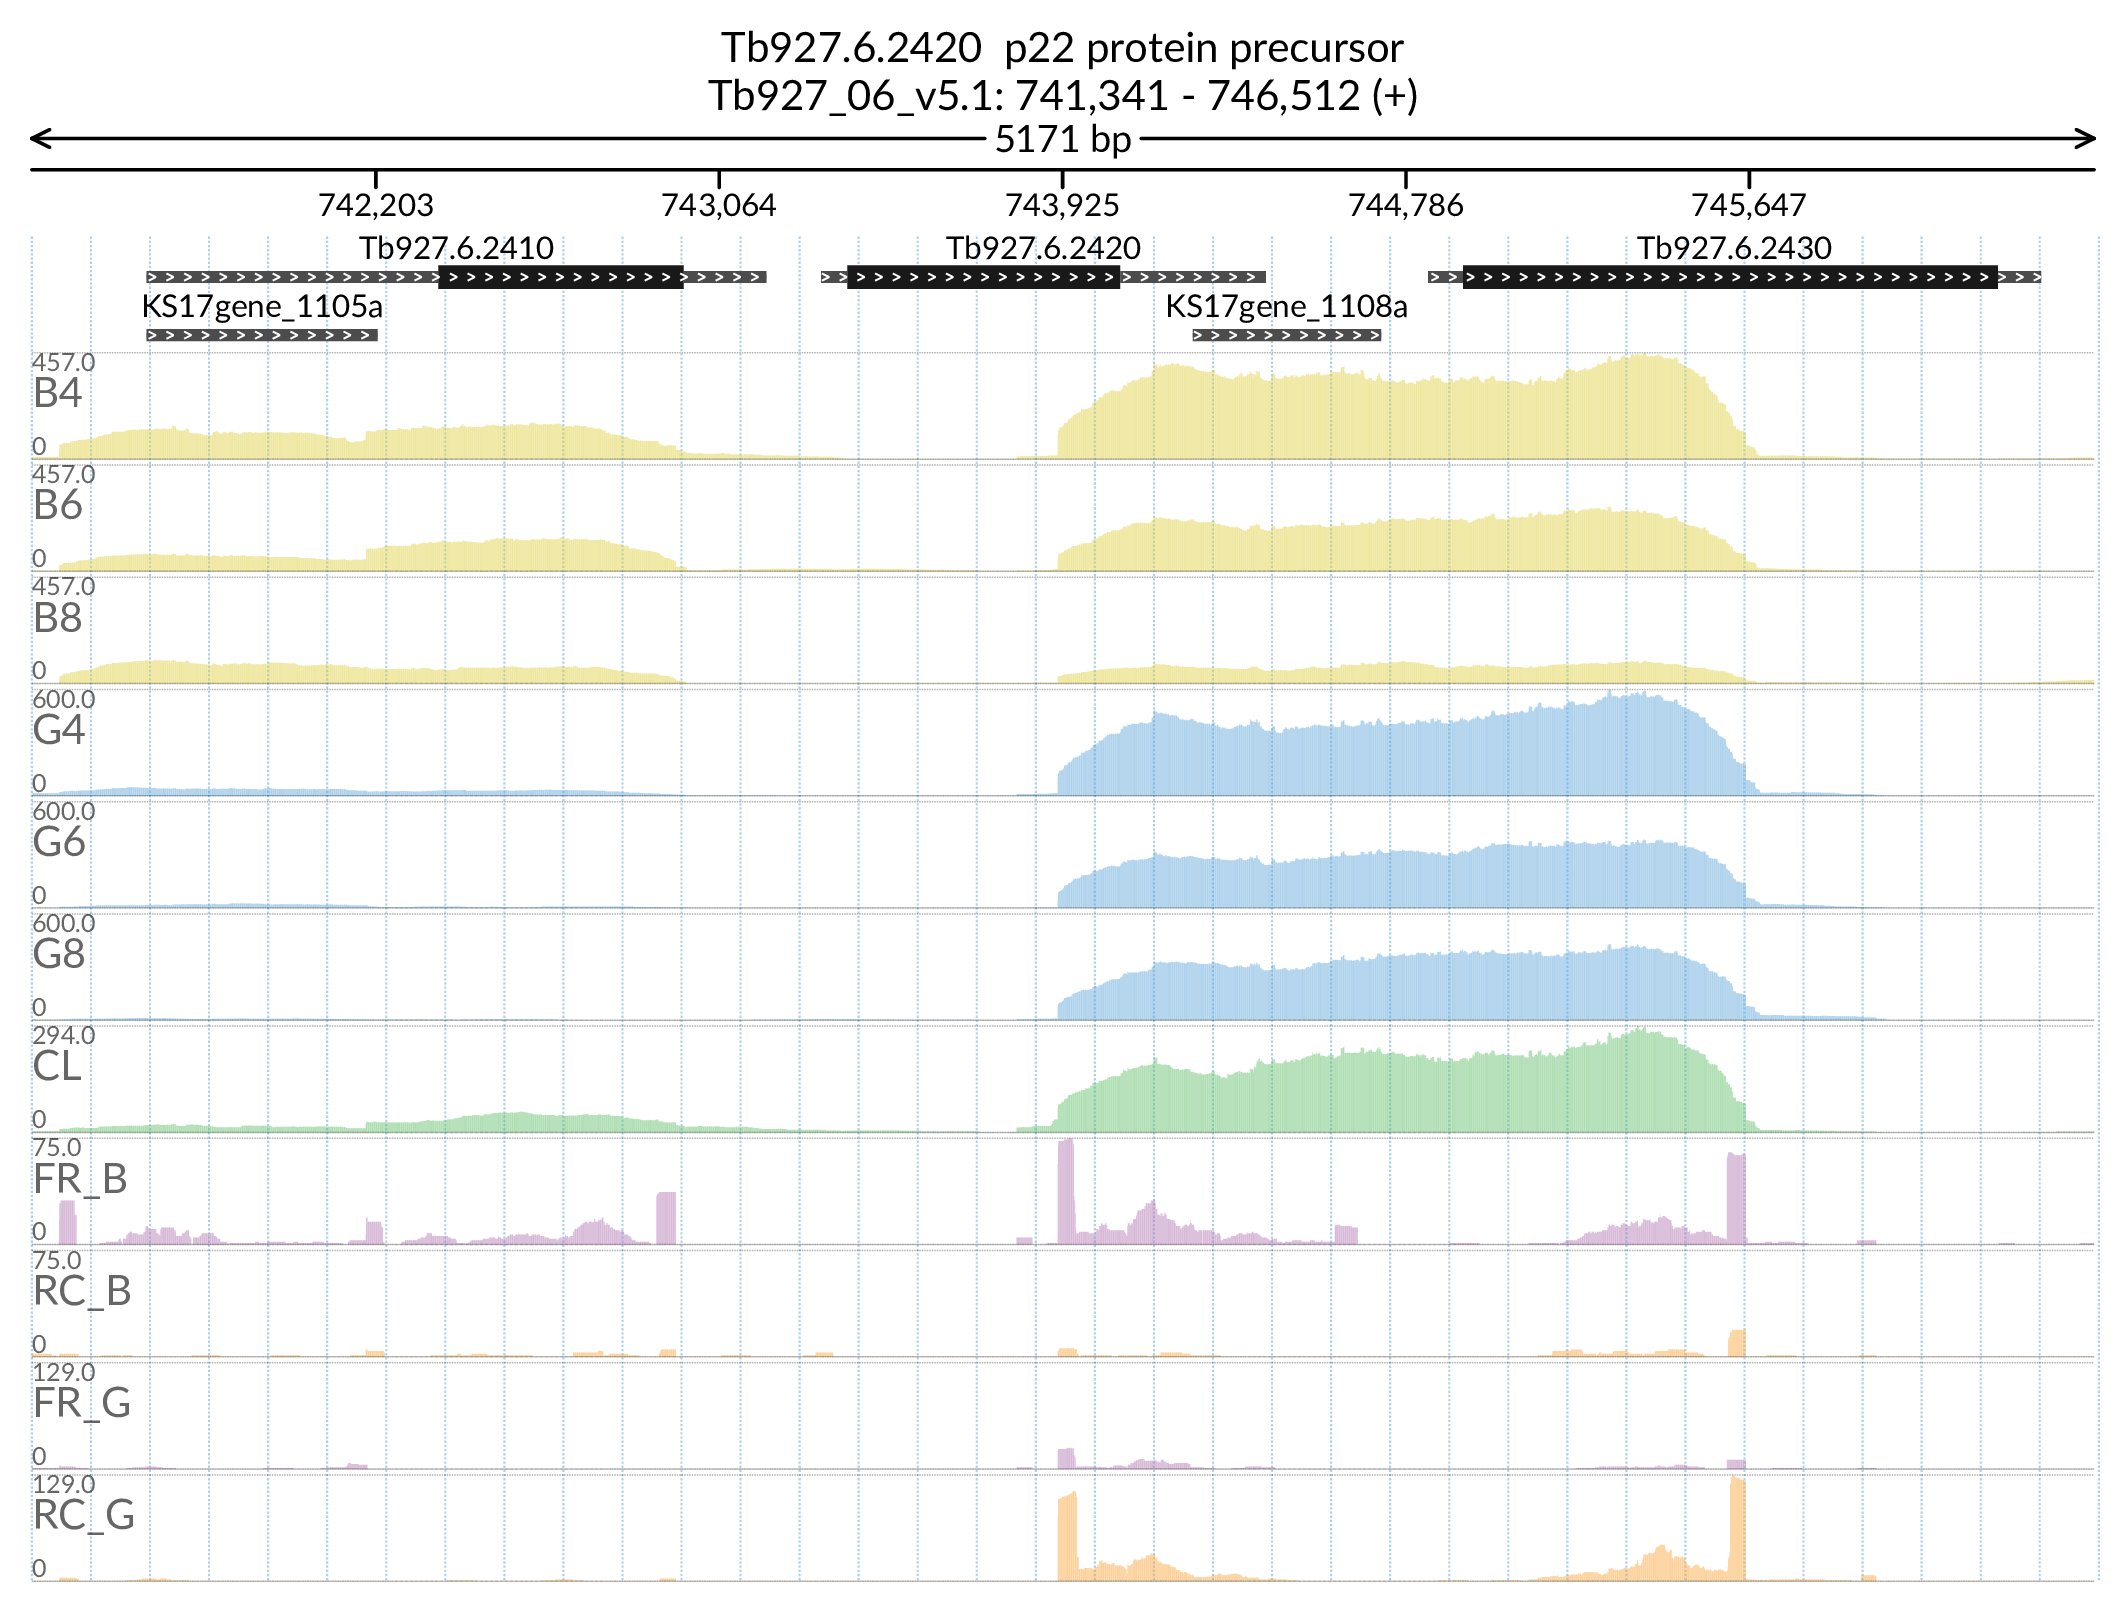 Tb927.6.2420  p22 protein precursor
Tb927_06_v5.1: 741,341 - 746,512 (+)
5171 bp
742,203 743,064 743,925 744,786 745,647
Tb927.6.2410 Tb927.6.2420 Tb927.6.2430
KS17gene_1105a KS17gene_1108a
457.0
B4
0
457.0
B6
0
457.0
B8
0
600.0
G4
0
600.0
G6
0
600.0
G8
0
294.0
CL
0
75.0
FR_B
0
75.0
RC_B
0
129.0
FR_G
0
129.0
RC_G
0